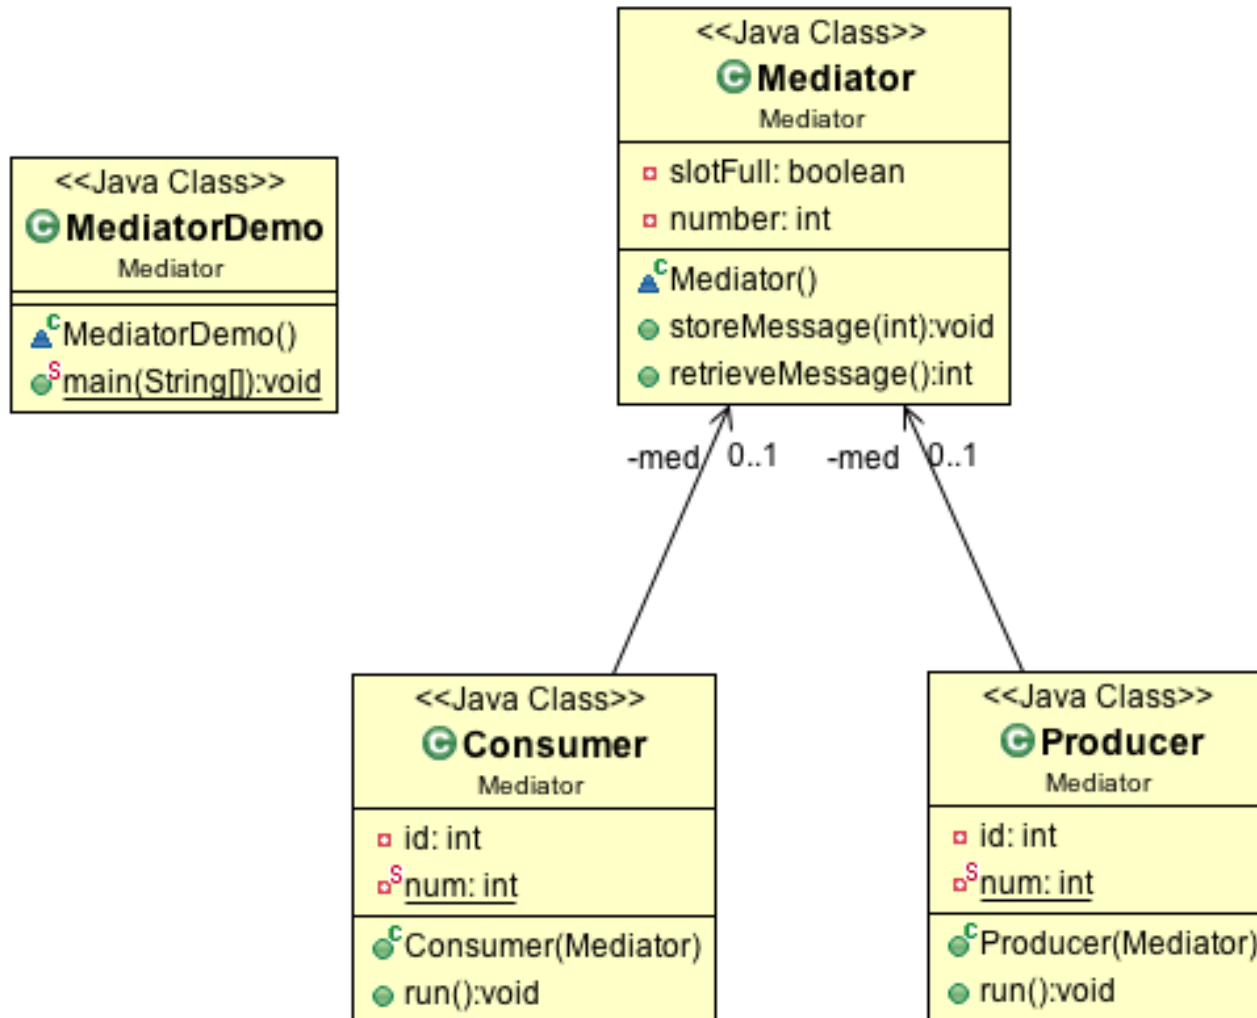 <<Java Class>>
Mediator
Mediator
slotFull: boolean
number: int
Mediator()
storeMessage(int):void
retrieveMessage():int
<<Java Class>>
MediatorDemo
Mediator
MediatorDemo()
main(String[]):void
-med 0..1
-med 0..1
<<Java Class>>
Consumer
Mediator
id: int
num: int
Consumer(Mediator)
run():void
<<Java Class>>
Producer
Mediator
id: int
num: int
Producer(Mediator)
run():void